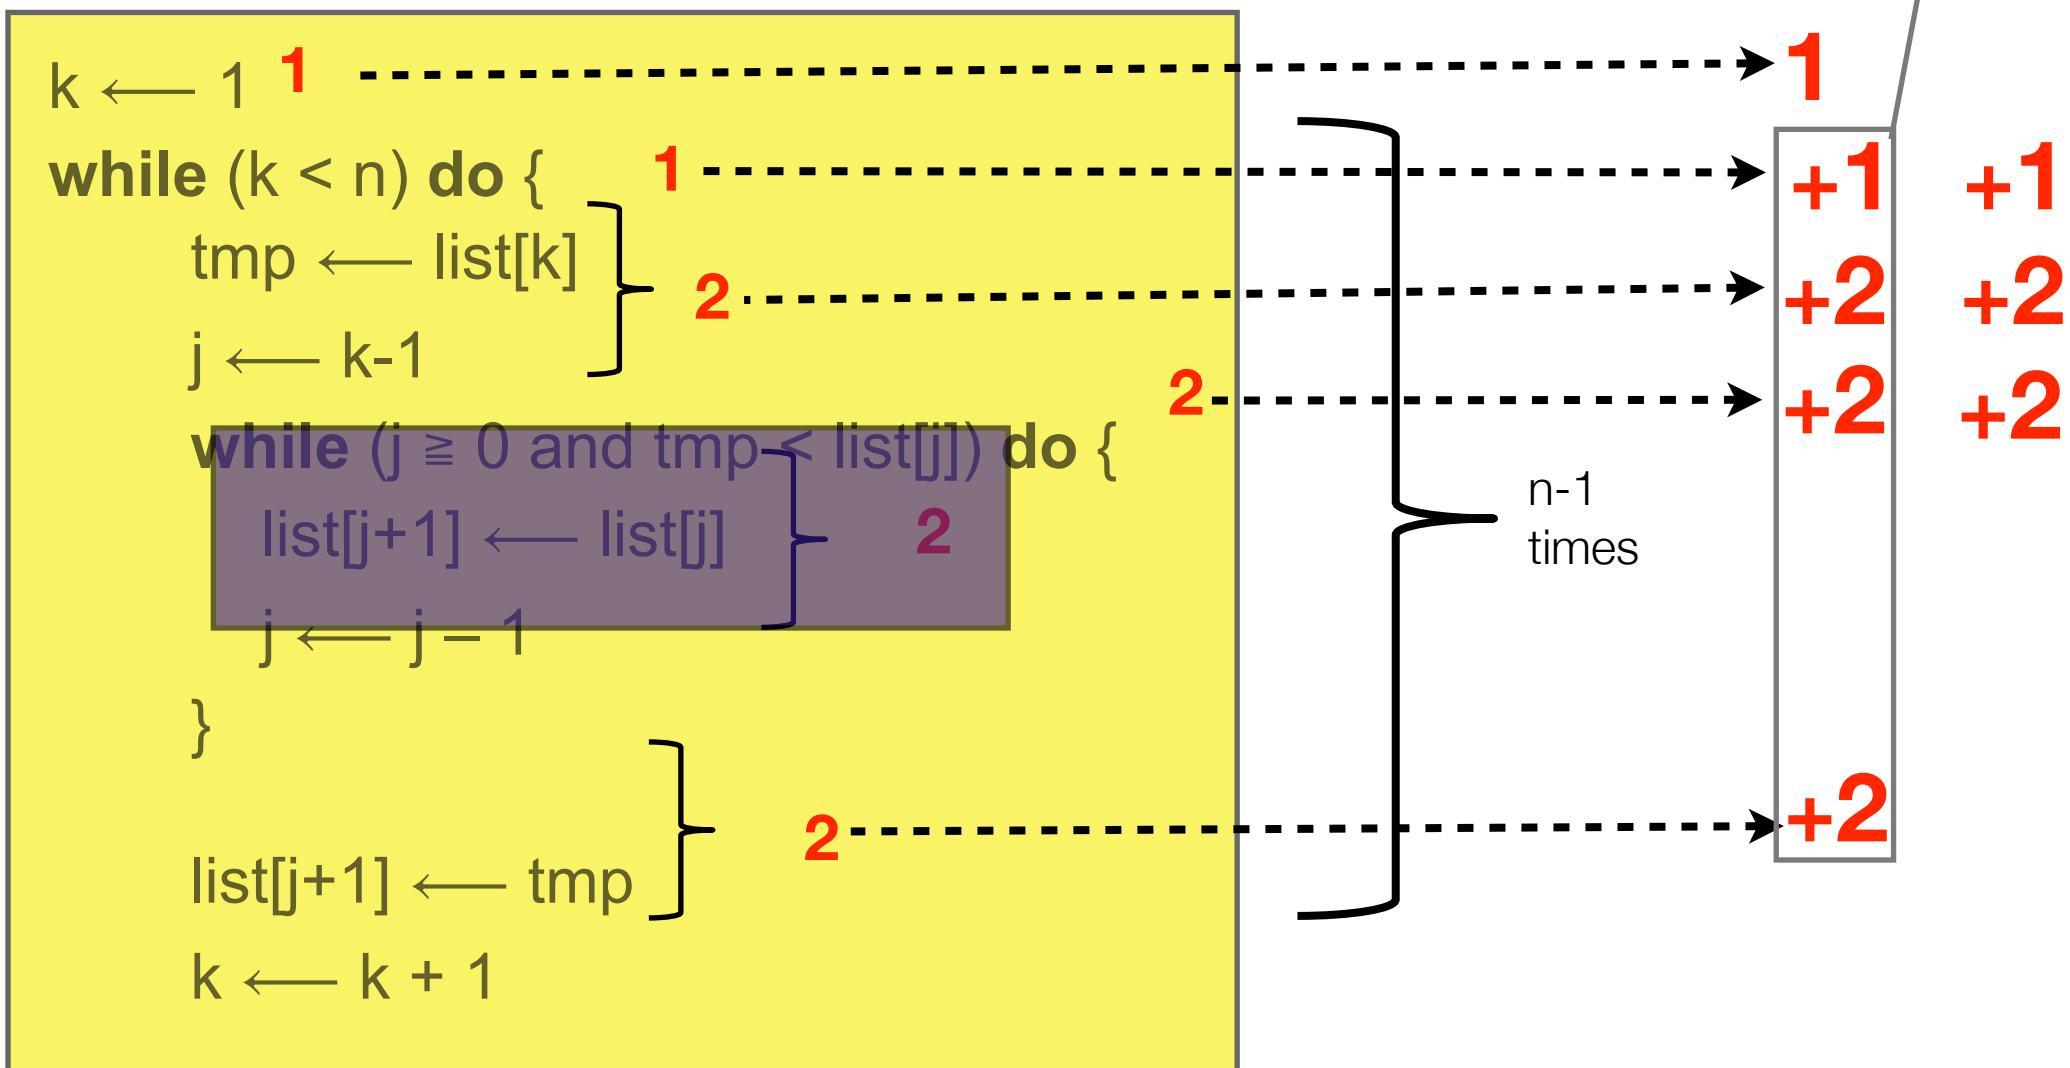 k ⟵ 1 1 1
while (k < n) do { 1 +1 +1
tmp ⟵ list[k]
2 +2 +2
j ⟵ k-1
2 +2 +2
while (j ≧ 0 and tmp < list[j]) do {
n-1
list[j+1] ⟵ list[j] 2
times
j ⟵ j – 1
}
2 +2
list[j+1] ⟵ tmp
k ⟵ k + 1